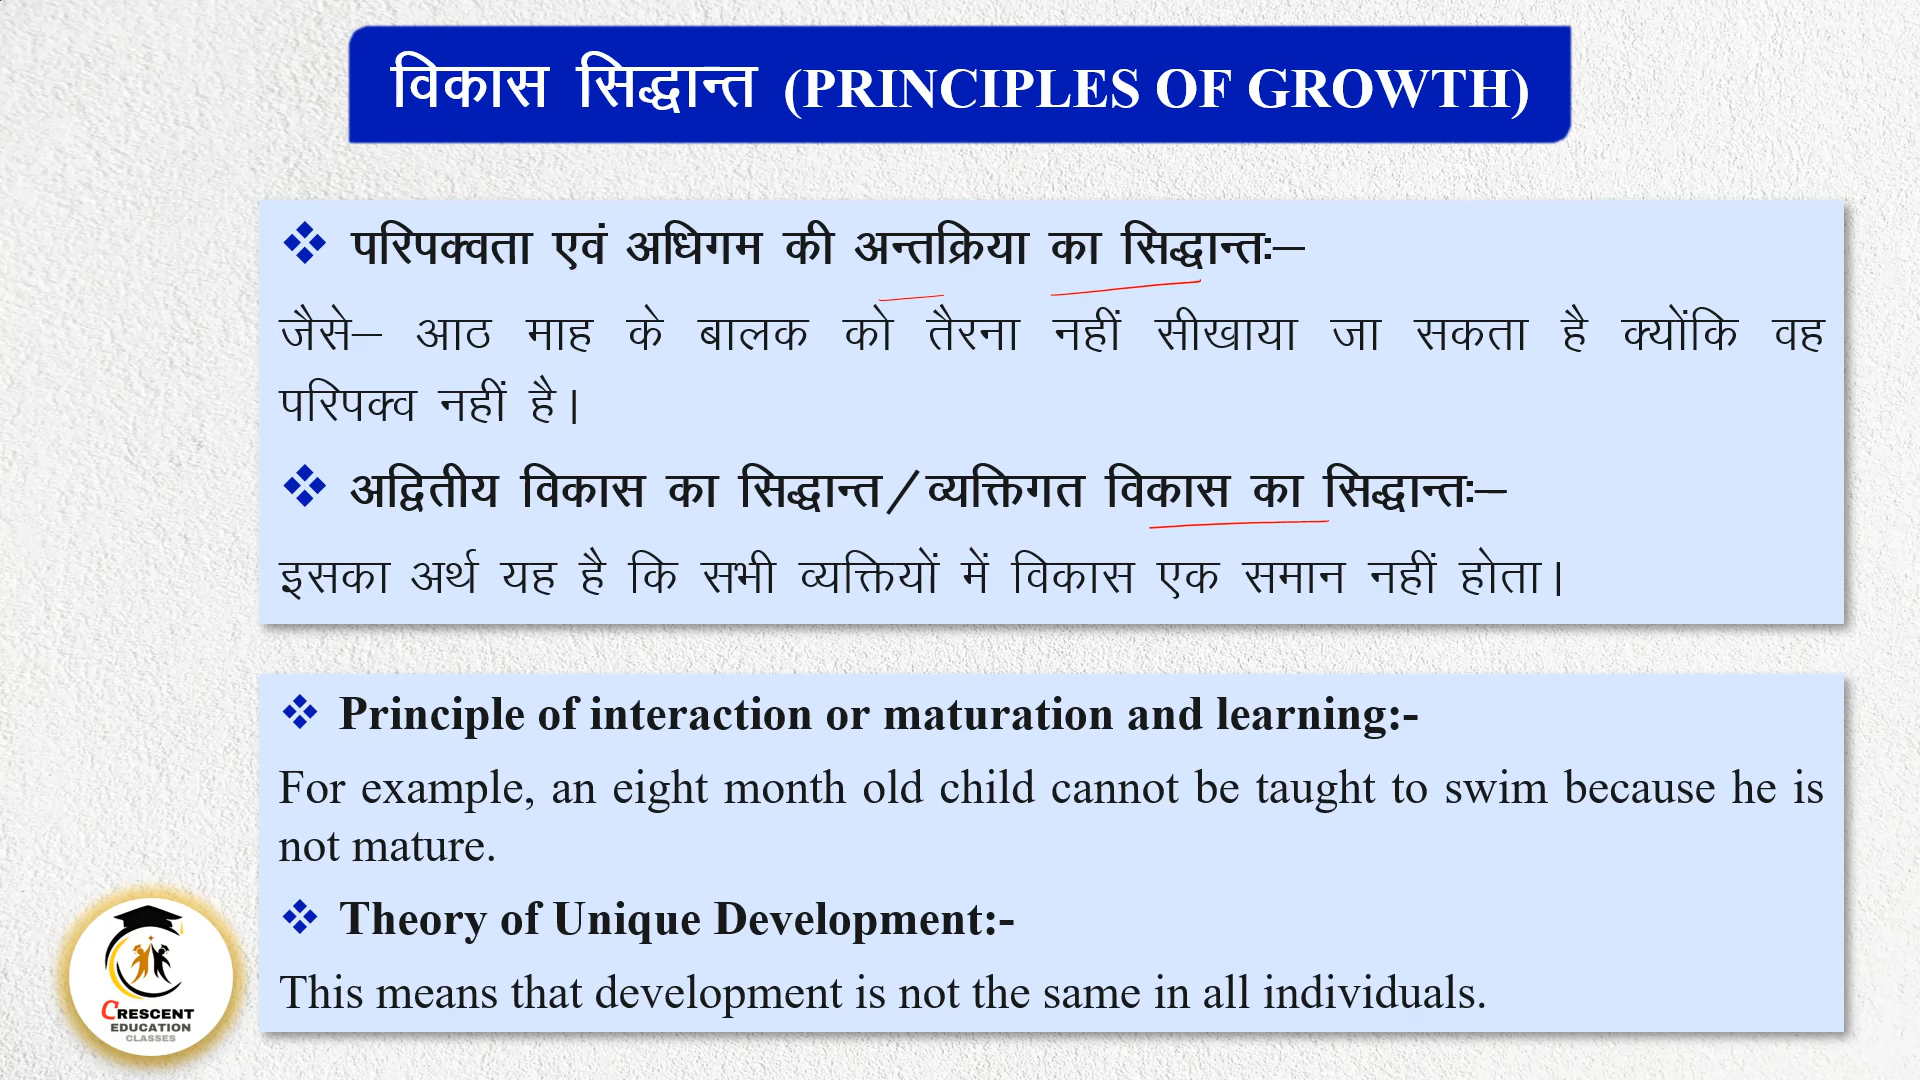 विकास सिद्धान्त (PRINCIPLES OF GROWTH)
❖ परिपक्वता एवं अधिगम की अन्तक्रिया का सिद्धान्तः–
जैसे– आठ माह के बालक को तैरना नहीं सीखाया जा सकता है क्योंकि वह
परिपक्व नहीं है।
❖ अद्वितीय विकास का सिद्धान्त/व्यक्तिगत विकास का सिद्धान्तः–
इसका अर्थ यह है कि सभी व्यक्तियों में विकास एक समान नहीं होता।
❖ Principle of interaction or maturation and learning:-
For example, an eight month old child cannot be taught to swim because he is
not mature.
❖ Theory of Unique Development:-
This means that development is not the same in all individuals.
CRESCENT
EDUCATION
CLASSES